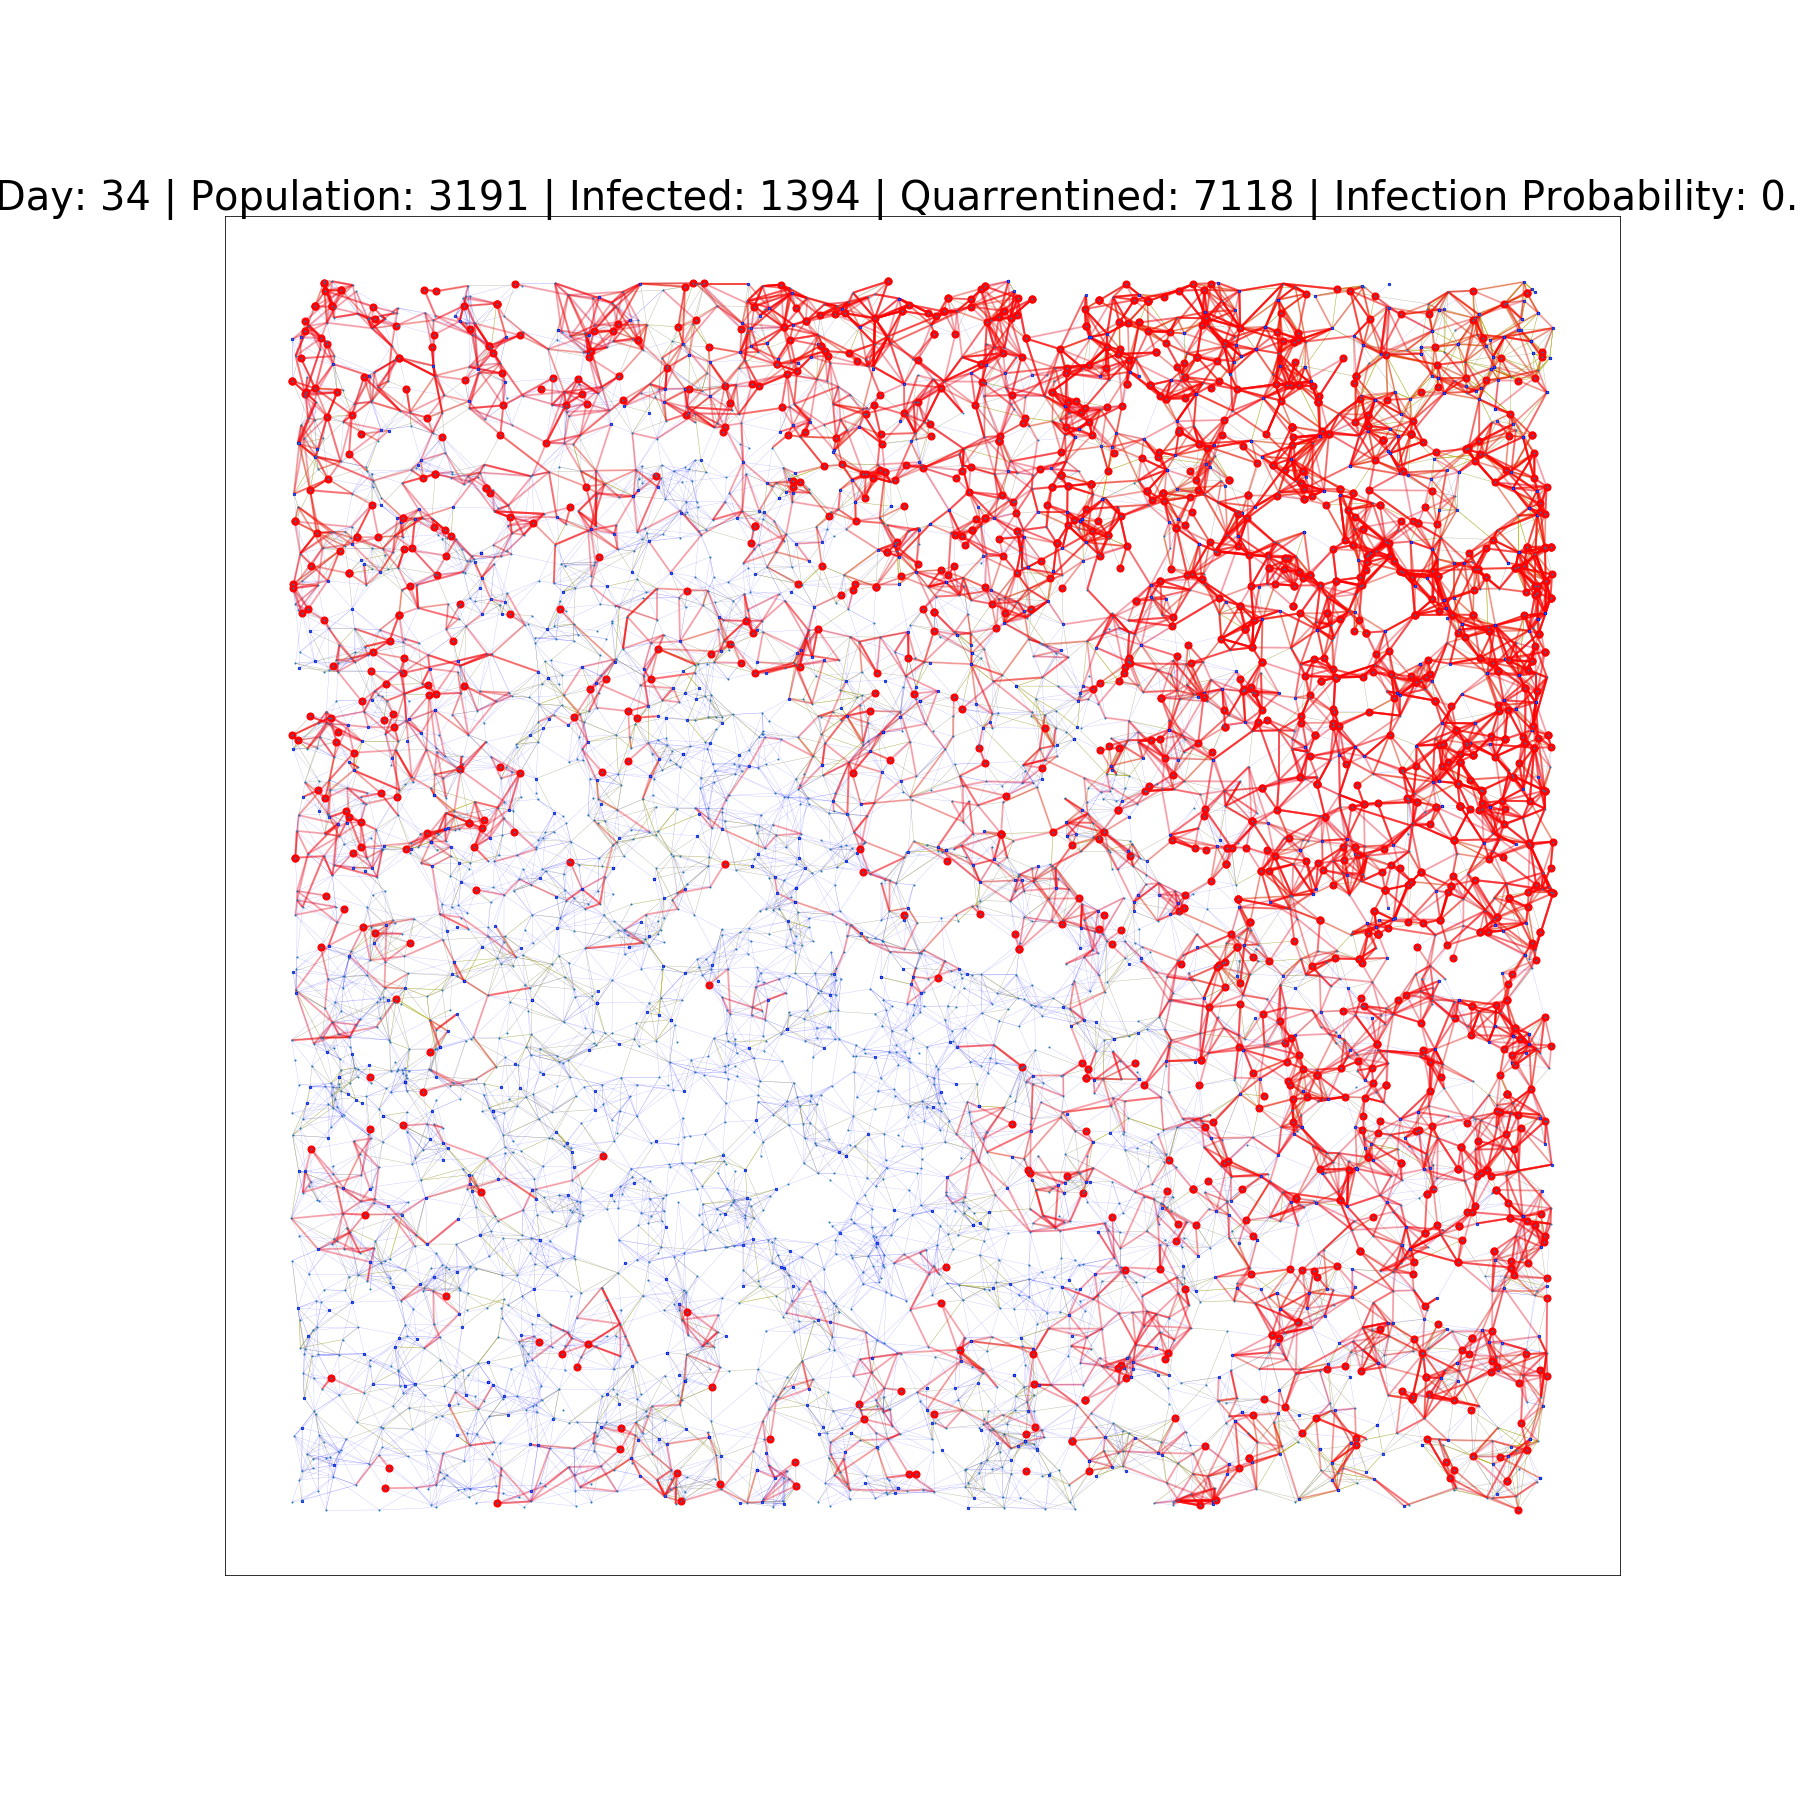 Day: 34 | Population: 3191 | Infected: 1394 | Quarrentined: 7118 | Infection Probability: 0.